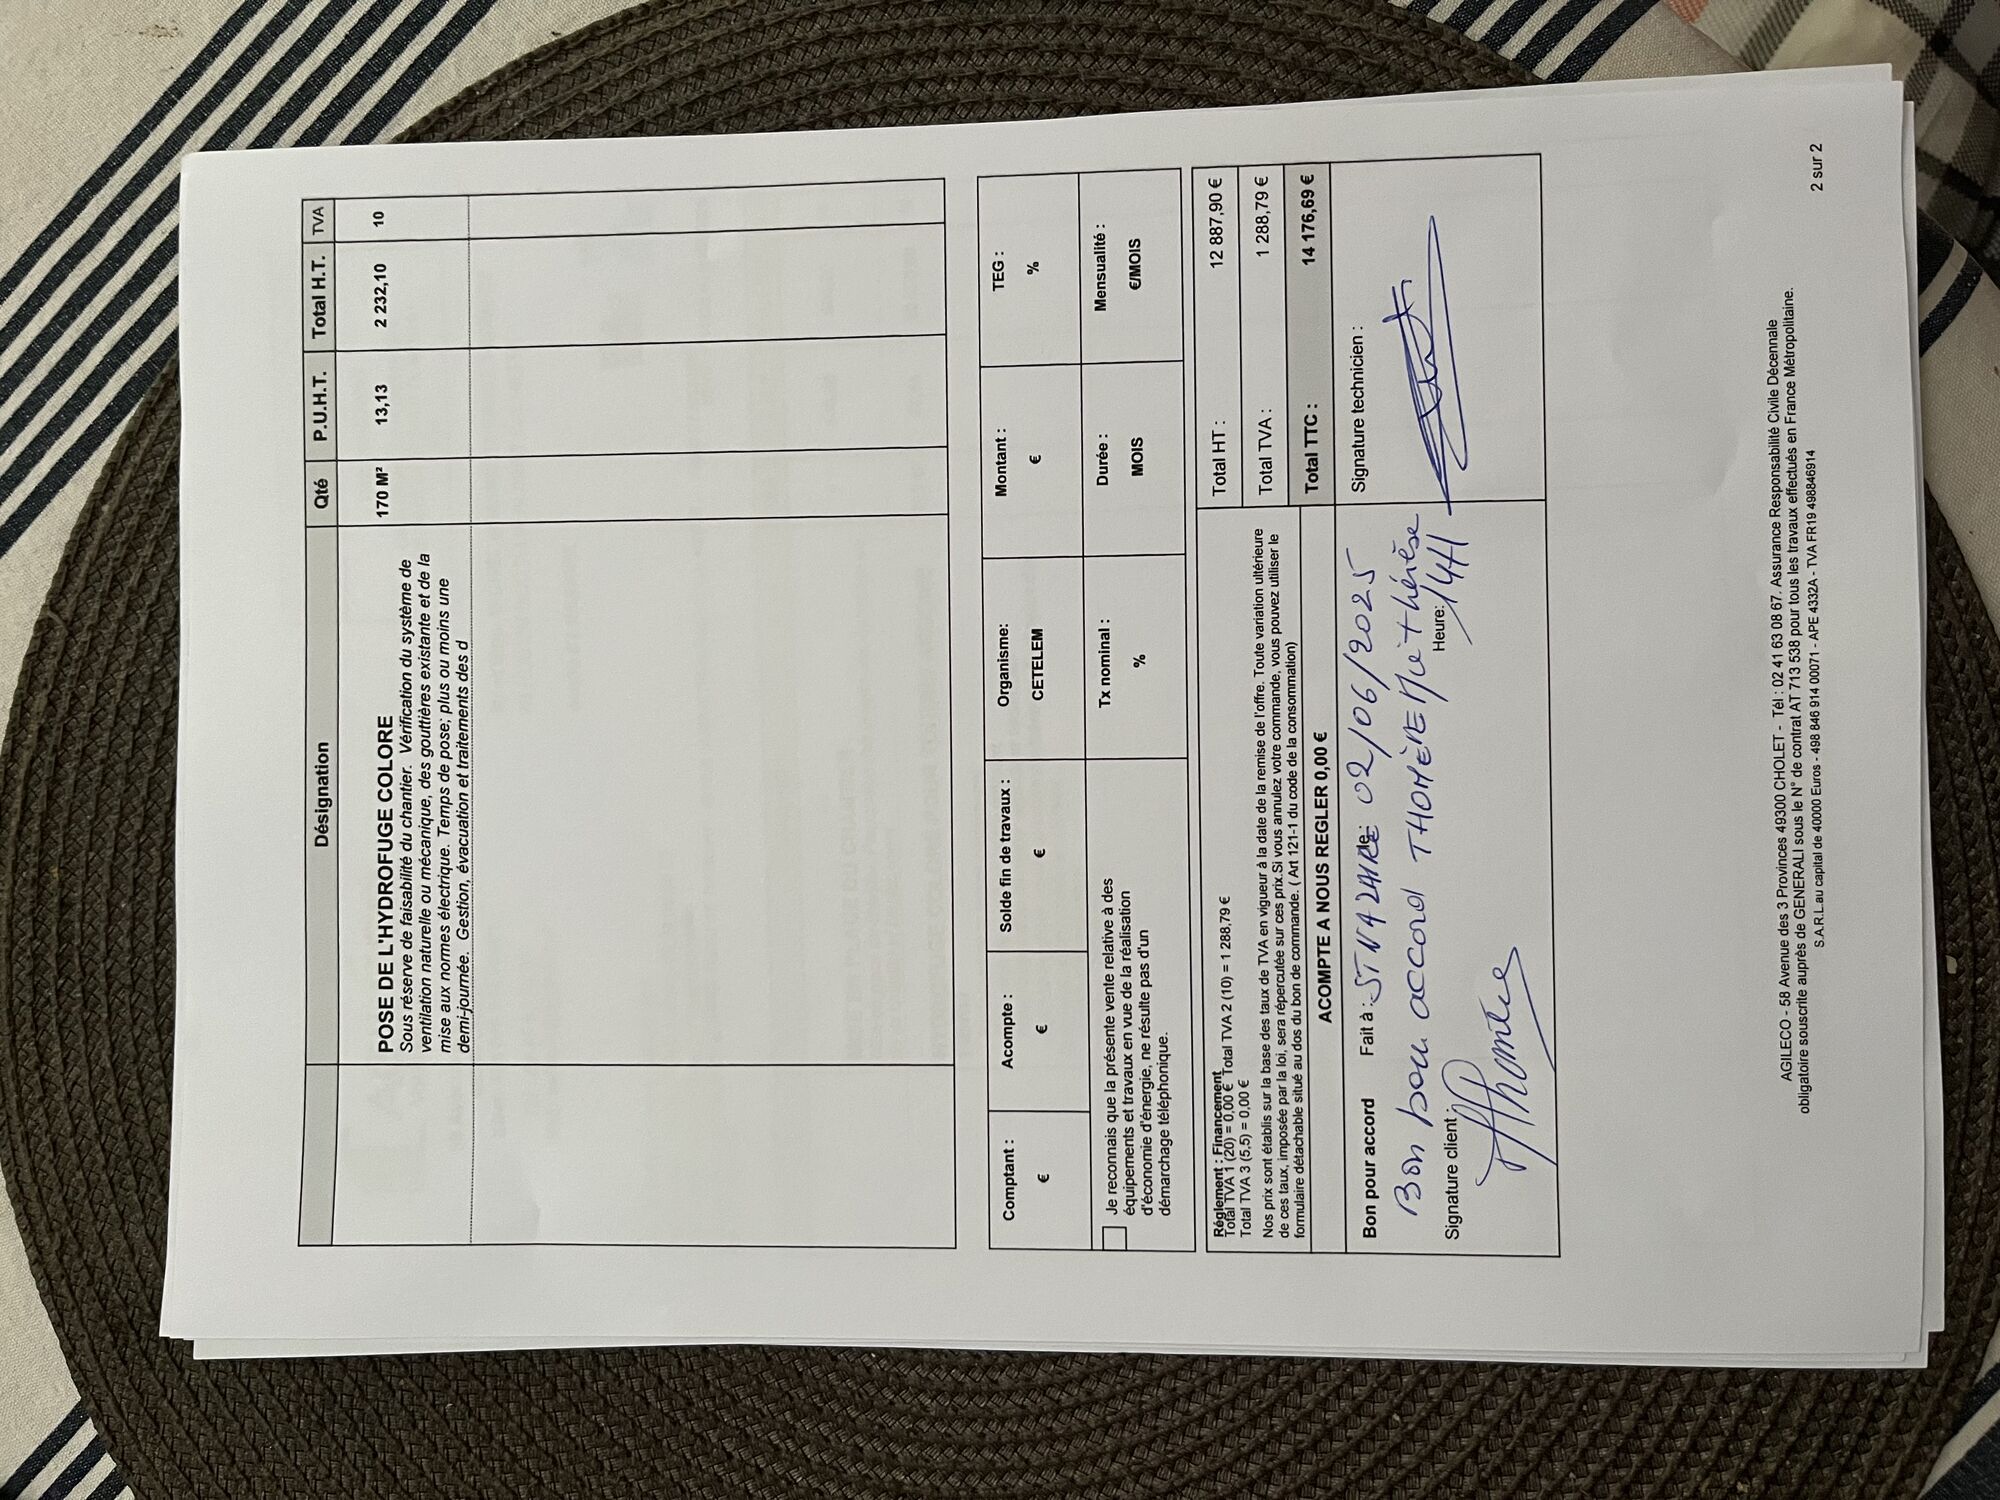 Désignation Qté P.U.H.T. Total H.T. TVA
POSE DE L'HYDROFUGE COLORE 170 M² 13,13 2 232,10 10
Sous réserve de faisabilité du chantier. Vérification du système de
ventilation naturelle ou mécanique, des gouttières existante et de la
mise aux normes électrique. Temps de pose; plus ou moins une
demi-journée. Gestion, évacuation et traitements des d
Comptant : Acompte : Solde fin de travaux : Organisme: Montant : TEG :
€ € € CETELEM € %
Je reconnais que la présente vente relative à des
équipements et travaux en vue de la réalisation
d'économie d'énergie, ne résulte pas d'un
démarchage téléphonique.
Tx nominal : Durée : Mensualité :
% MOIS €/MOIS
Réglement : Financement
Total TVA 1 (20) = 0,00 € Total TVA 2 (10) = 1 288,79 €
Total TVA 3 (5,5) = 0,00 €
Nos prix sont établis sur la base des taux de TVA en vigueur à la date de la remise de l'offre. Toute variation ultérieure
de ces taux, imposée par la loi, sera répercutée sur ces prix.Si vous annulez votre commande, vous pouvez utiliser le
formulaire détachable situé au dos du bon de commande. ( Art 121-1 du code de la consommation)
Total HT : 12 887,90 €
Total TVA : 1 288,79 €
Total TTC : 14 176,69 €
ACOMPTE A NOUS REGLER 0,00 €
Bon pour accord Fait à : ST NAZAIRE le : 02/06/2025
Bon pour accord THOMÈRE Mie thérèse
Signature client : Heure: 14H
Signature technicien :
AGILECO - 58 Avenue des 3 Provinces 49300 CHOLET - Tél : 02 41 63 08 67. Assurance Responsabilité Civile Décennale
obligatoire souscrite auprès de GENERALI sous le N° de contrat AT 713 538 pour tous les travaux effectués en France Métropolitaine.
S.A.R.L.au capital de 40000 Euros - 498 846 914 00071 - APE 4332A - TVA FR19 498846914
2 sur 2